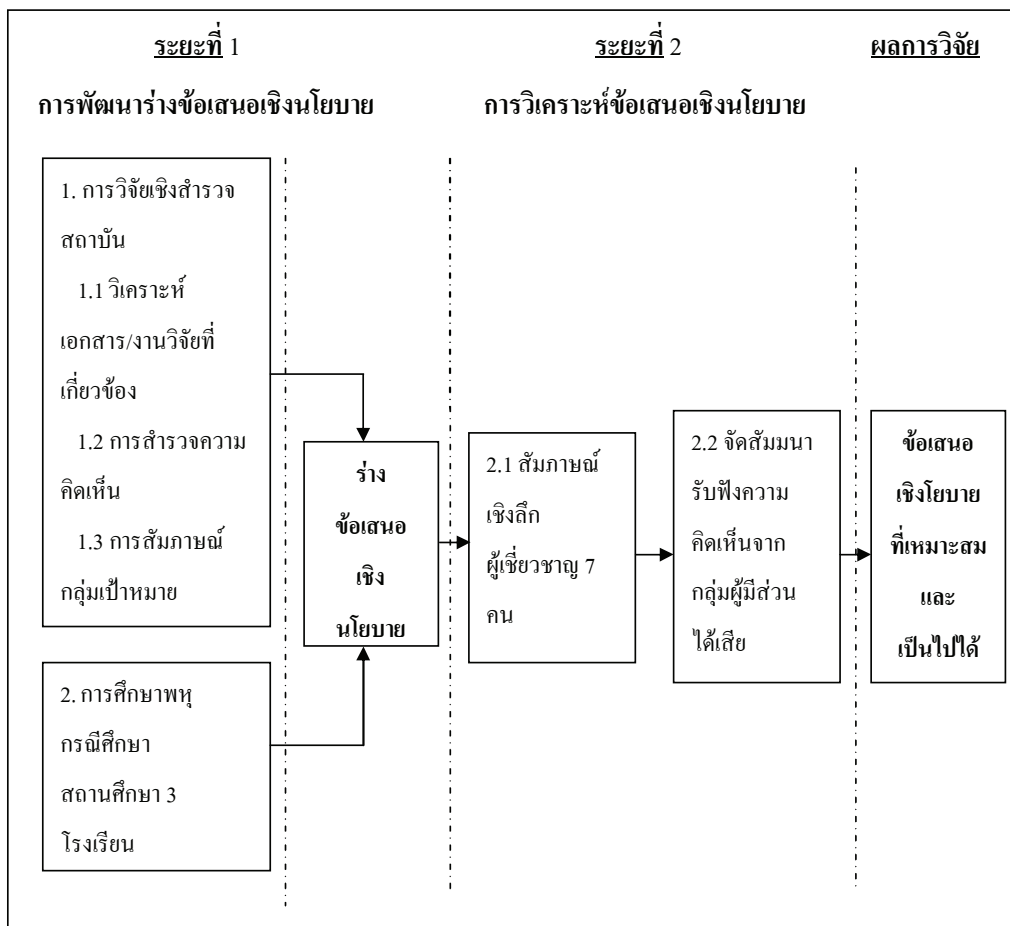 ระยะที่ 1
การพัฒนาร่างข้อเสนอเชิงนโยบาย
1. การวิจัยเชิงสำรวจ
สถาบัน
1.1 วิเคราะห์
เอกสาร/งานวิจัยที่
เกี่ยวข้อง
1.2 การสำรวจความ
คิดเห็น
1.3 การสัมภาษณ์
กลุ่มเป้าหมาย
2. การศึกษาพหุ
กรณีศึกษา
สถานศึกษา 3
โรงเรียน
ร่าง
ข้อเสนอ
เชิง
นโยบาย
ระยะที่ 2
การวิเคราะห์ข้อเสนอเชิงนโยบาย
2.1 สัมภาษณ์
เชิงลึก
ผู้เชี่ยวชาญ 7
คน
2.2 จัดสัมมนา
รับฟังความ
คิดเห็นจาก
กลุ่มผู้มีส่วน
ได้เสีย
ผลการวิจัย
ข้อเสนอ
เชิงโยบาย
ที่เหมาะสม
และ
เป็นไปได้